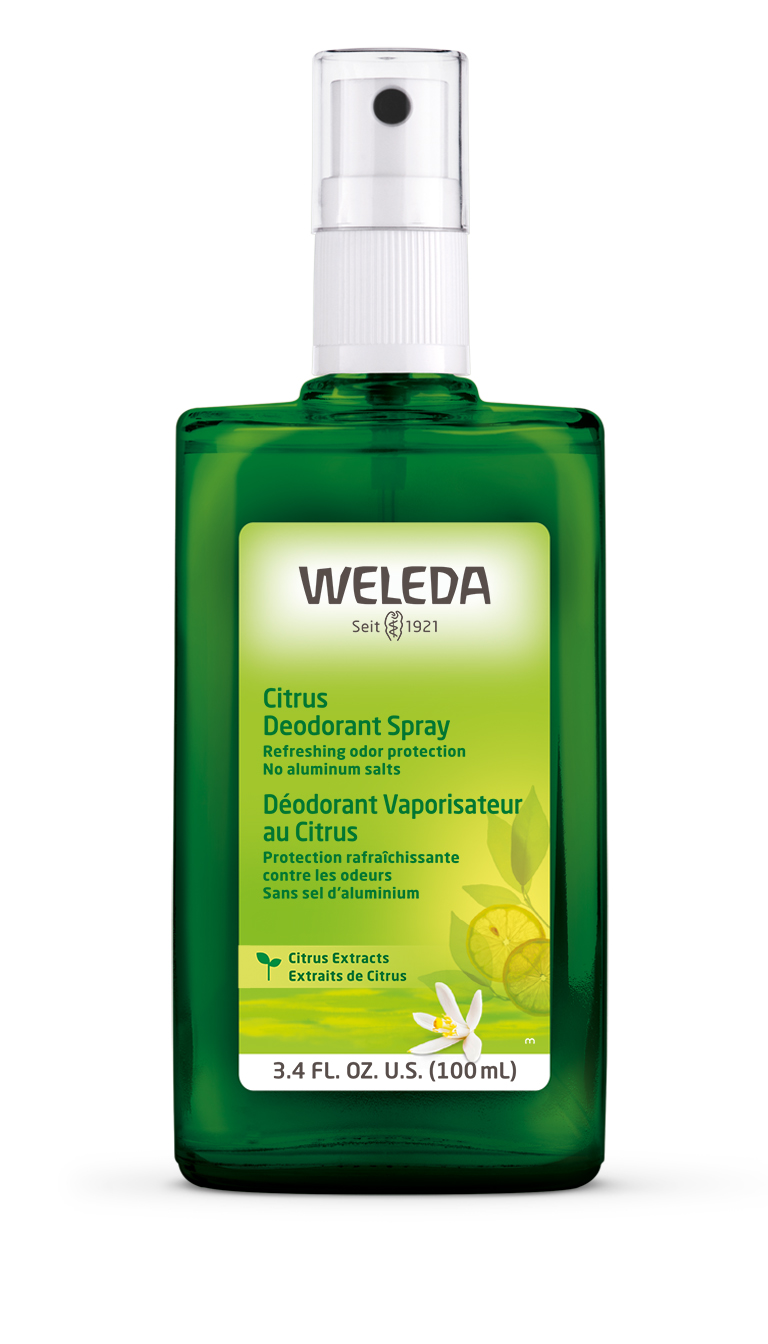 WELEDA
Seit 1921
Citrus
Deodorant Spray
Refreshing odor protection
No aluminum salts
Déodorant Vaporisateur
au Citrus
Protection rafraîchissante
contre les odeurs
Sans sel d'aluminium
Citrus Extracts
Extraits de Citrus
m
3.4 FL. OZ. U.S. (100 mL)